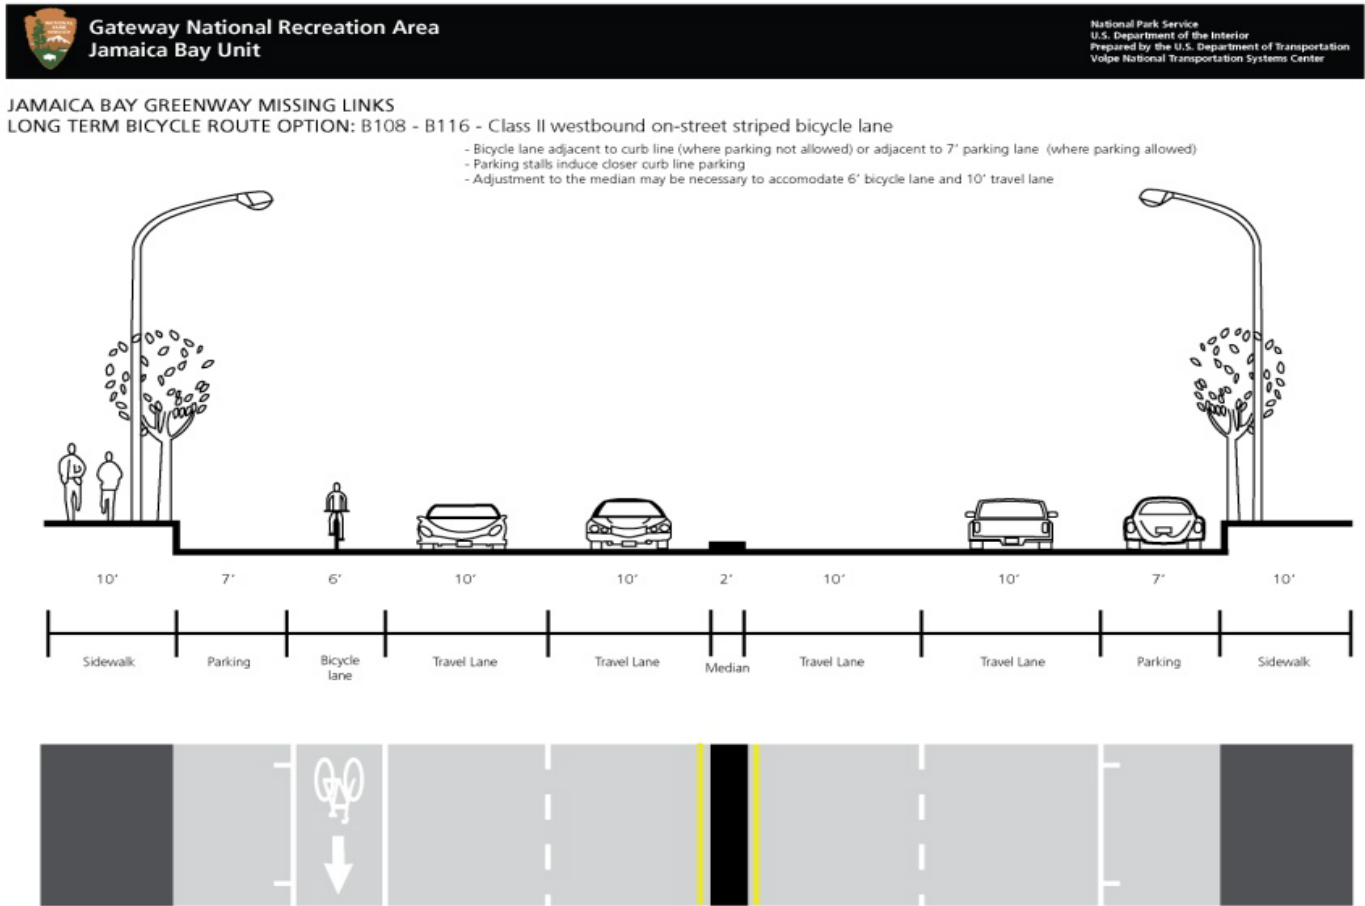 Gateway National Recreation Area
Jamaica Bay Unit
National Park Service
U.S. Department of the Interior
Prepared by the U.S. Department of Transportation
Volpe National Transportation Systems Center
JAMAICA BAY GREENWAY MISSING LINKS
LONG TERM BICYCLE ROUTE OPTION: B108 - B116 - Class II westbound on-street striped bicycle lane
- Bicycle lane adjacent to curb line (where parking not allowed) or adjacent to 7' parking lane (where parking allowed)
- Parking stalls induce closer curb line parking
- Adjustment to the median may be necessary to accomodate 6' bicycle lane and 10' travel lane
10' 7' 6' 10' 10' 2' 10' 10' 7' 10'
Sidewalk Parking Bicycle lane Travel Lane Travel Lane Median Travel Lane Travel Lane Parking Sidewalk